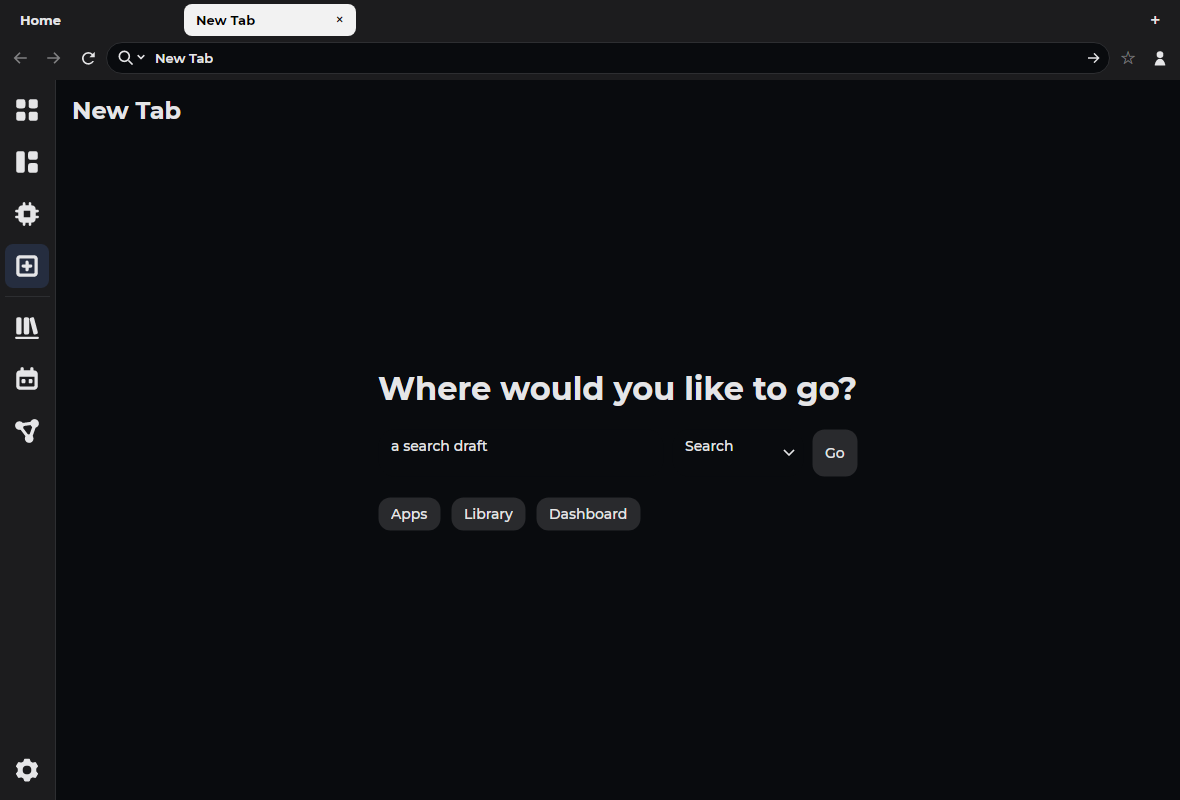 Home
New Tab ×
+
New Tab
New Tab
Where would you like to go?
a search draft
Search
Go
Apps
Library
Dashboard